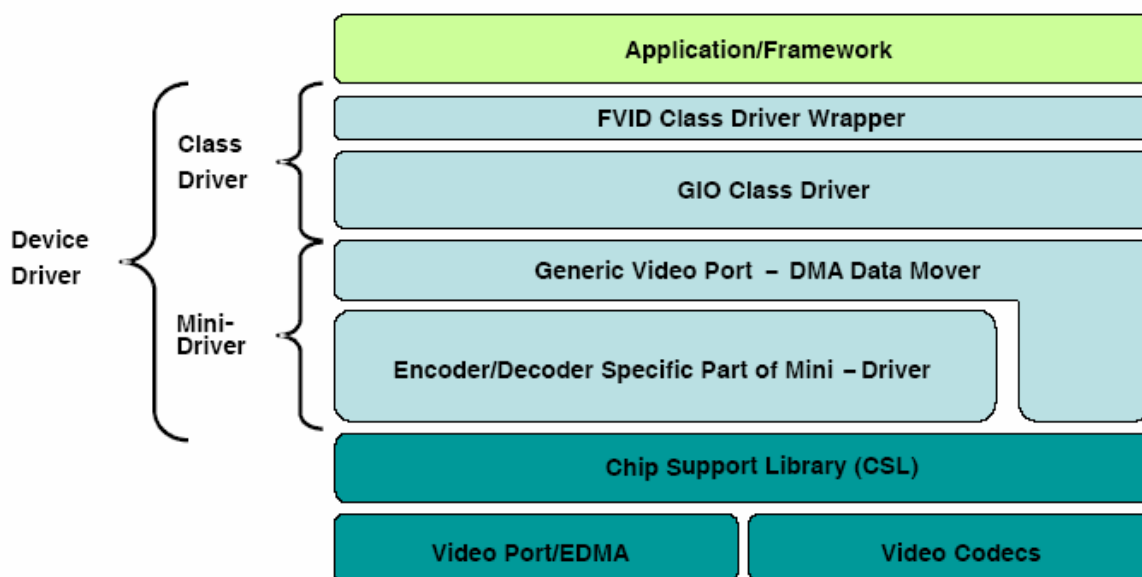 Application/Framework
FVID Class Driver Wrapper
Class
Driver
GIO Class Driver
Device
Driver
Generic Video Port – DMA Data Mover
Mini-
Driver
Encoder/Decoder Specific Part of Mini – Driver
Chip Support Library (CSL)
Video Port/EDMA
Video Codecs